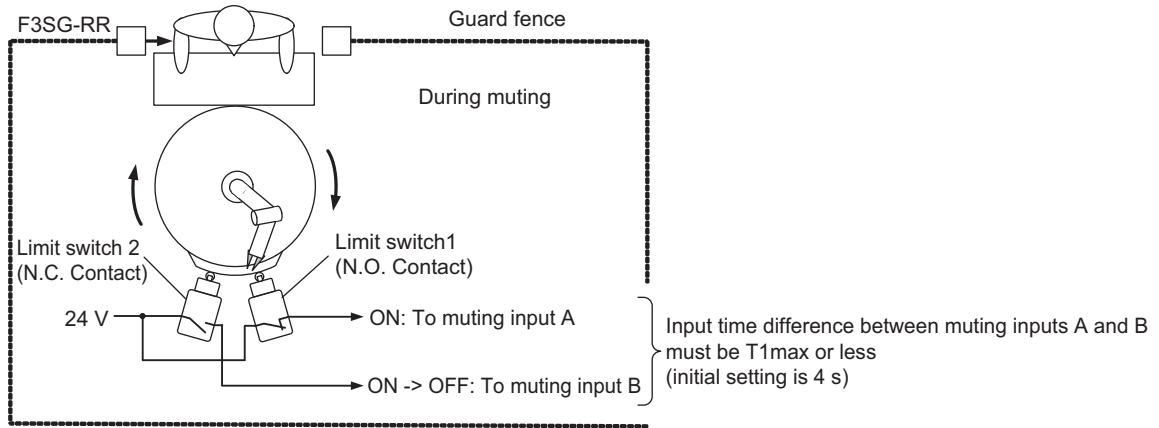 F3SG-RR
Guard fence
During muting
Limit switch 2
(N.C. Contact)
Limit switch1
(N.O. Contact)
24 V
ON: To muting input A
ON -> OFF: To muting input B
Input time difference between muting inputs A and B
must be T1max or less
(initial setting is 4 s)